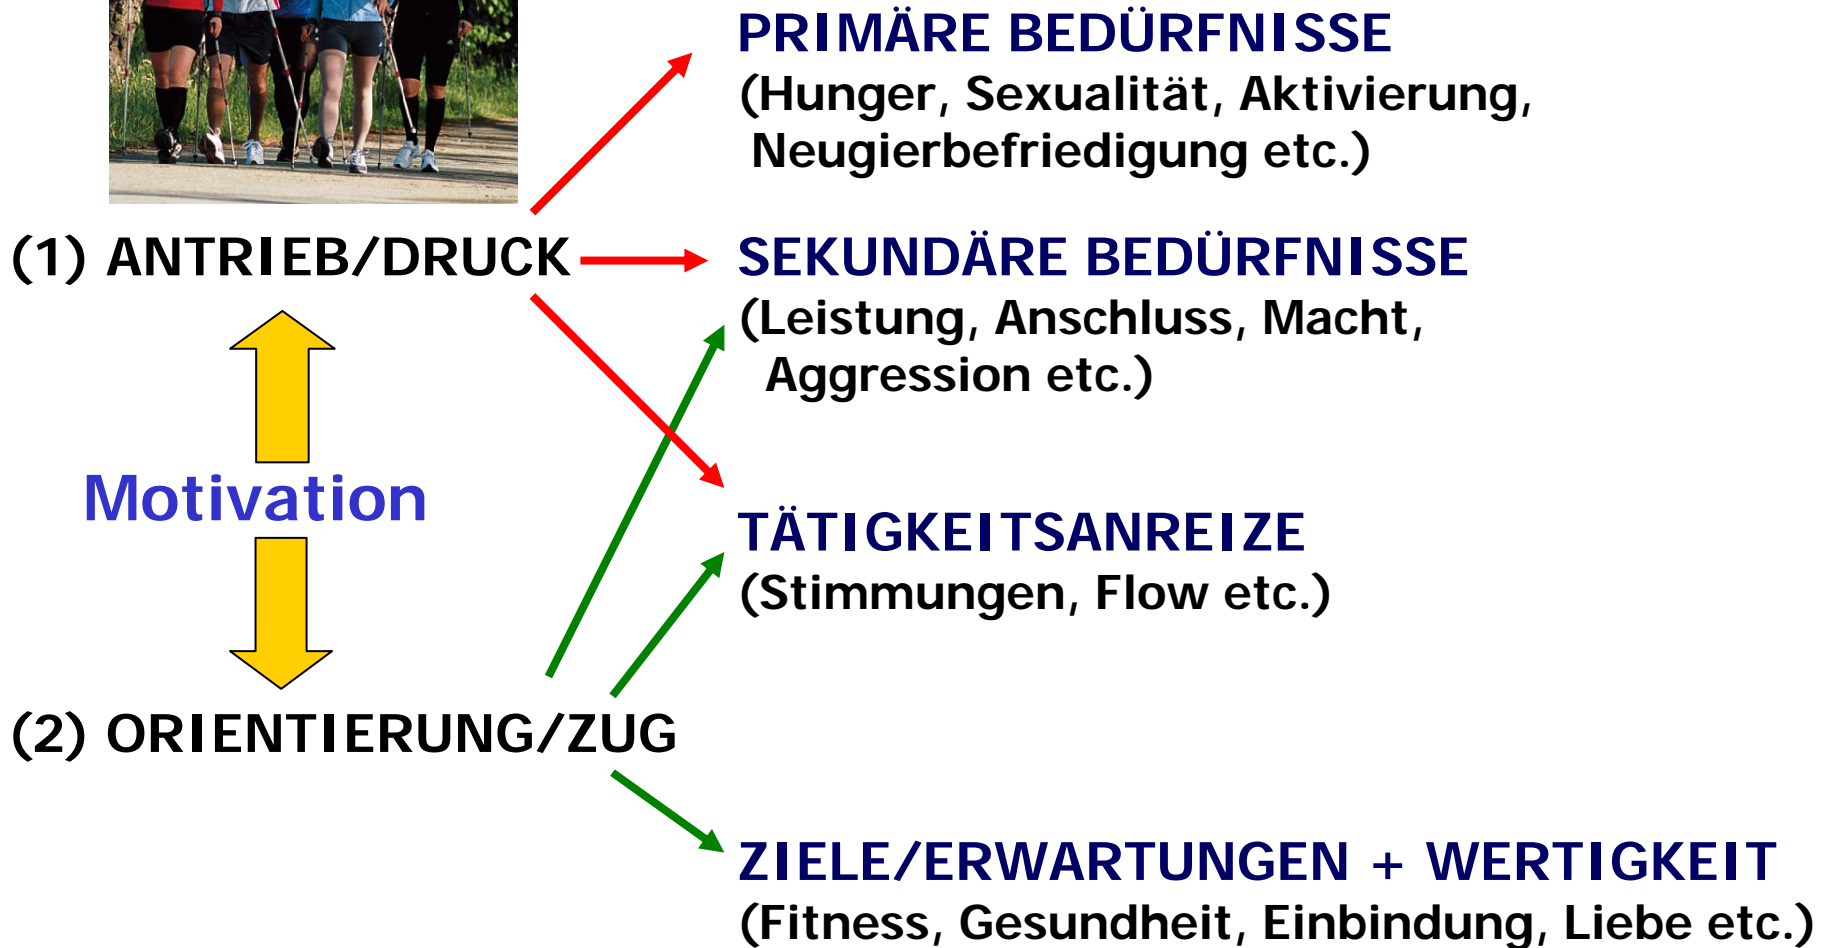 PRIMÄRE BEDÜRFNISSE
(Hunger, Sexualität, Aktivierung,
Neugierbefriedigung etc.)
(1) ANTRIEB/DRUCK
SEKUNDÄRE BEDÜRFNISSE
(Leistung, Anschluss, Macht,
Aggression etc.)
Motivation
TÄTIGKEITSANREIZE
(Stimmungen, Flow etc.)
(2) ORIENTIERUNG/ZUG
ZIELE/ERWARTUNGEN + WERTIGKEIT
(Fitness, Gesundheit, Einbindung, Liebe etc.)